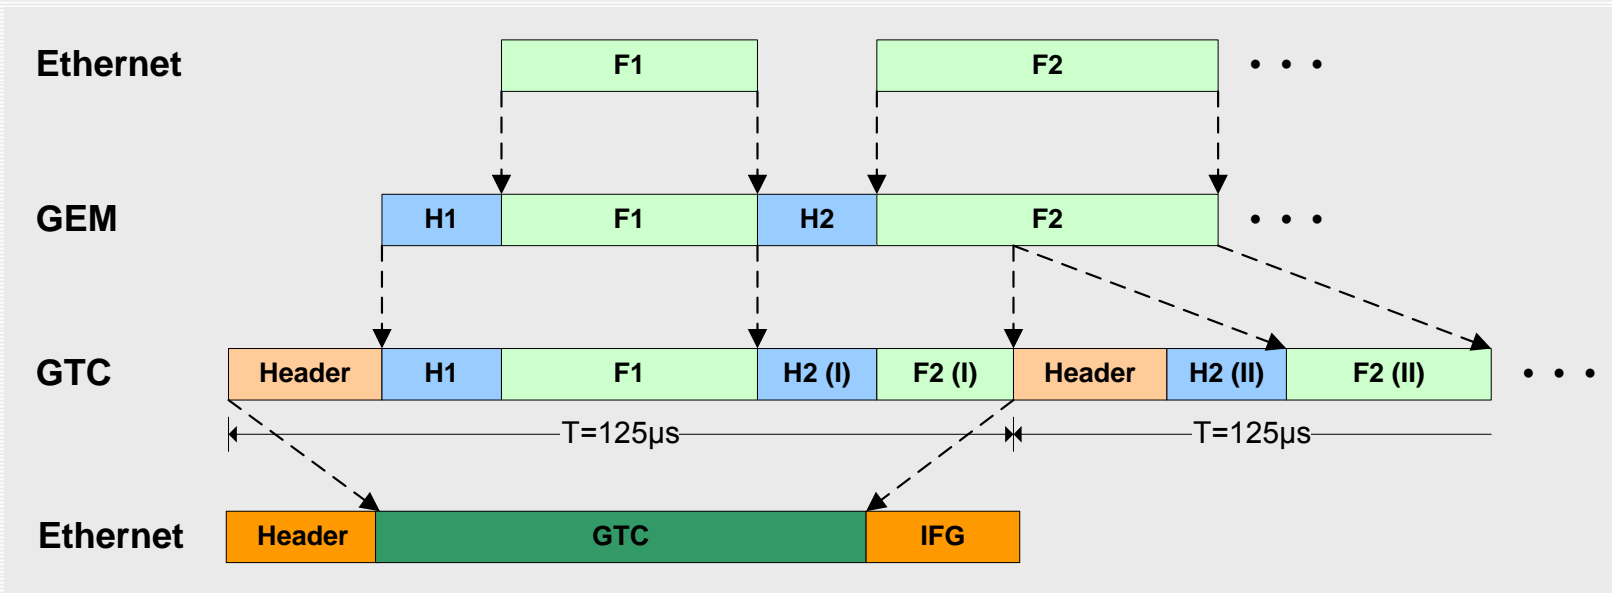 Ethernet F1 F2 • • •
GEM H1 F1 H2 F2 • • •
GTC Header H1 F1 H2 (I) F2 (I) Header H2 (II) F2 (II) • • •
T=125µs T=125µs
Ethernet Header GTC IFG